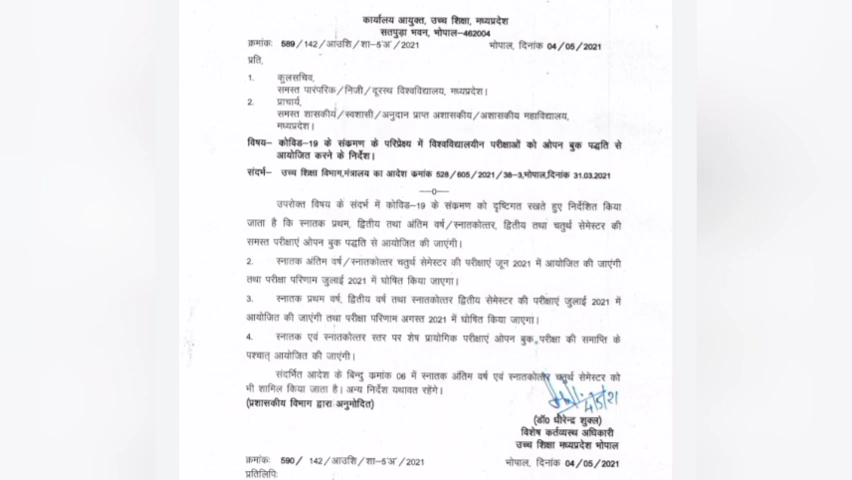 कार्यालय आयुक्त, उच्च शिक्षा, मध्यप्रदेश
सतपुड़ा भवन, भोपाल–462004
क्रमांक: 589/142/आउशि/शा–5'अ'/2021 भोपाल, दिनांक 04/05/2021
प्रति,
1. कुलसचिव,
समस्त पारंपरिक/निजी/दूरस्थ विश्वविद्यालय, मध्यप्रदेश।
2. प्राचार्य,
समस्त शासकीय/स्वशासी/अनुदान प्राप्त अशासकीय/अशासकीय महाविद्यालय,
मध्यप्रदेश।
विषय– कोविड–19 के संक्रमण के परिप्रेक्ष्य में विश्वविद्यालयीन परीक्षाओं को ओपन बुक पद्धति से
आयोजित करने के निर्देश।
संदर्भ– उच्च शिक्षा विभाग,मंत्रालय का आदेश क्रमांक 528/605/2021/38–3,भोपाल,दिनांक 31.03.2021
—0—
उपरोक्त विषय के संदर्भ में कोविड–19 के संक्रमण को दृष्टिगत रखते हुए निर्देशित किया
जाता है कि स्नातक प्रथम, द्वितीय तथा अंतिम वर्ष/स्नातकोत्तर, द्वितीय तथा चतुर्थ सेमेस्टर की
समस्त परीक्षाएं ओपन बुक पद्धति से आयोजित की जाएंगी।
2. स्नातक अंतिम वर्ष/स्नातकोत्तर चतुर्थ सेमेस्टर की परीक्षाएं जून 2021 में आयोजित की जाएंगी
तथा परीक्षा परिणाम जुलाई 2021 में घोषित किया जाएगा।
3. स्नातक प्रथम वर्ष, द्वितीय वर्ष तथा स्नातकोत्तर द्वितीय सेमेस्टर की परीक्षाएं जुलाई 2021 में
आयोजित की जाएंगी तथा परीक्षा परिणाम अगस्त 2021 में घोषित किया जाएगा।
4. स्नातक एवं स्नातकोत्तर स्तर पर शेष प्रायोगिक परीक्षाएं ओपन बुक परीक्षा की समाप्ति के
पश्चात् आयोजित की जाएंगी।
संदर्भित आदेश के बिन्दु क्रमांक 06 में स्नातक अंतिम वर्ष एवं स्नातकोत्तर चतुर्थ सेमेस्टर को
भी शामिल किया जाता है। अन्य निर्देश यथावत रहेंगे।
(प्रशासकीय विभाग द्वारा अनुमोदित)
4/5/21
(डॉ0 धीरेन्द्र शुक्ल)
विशेष कर्तव्यस्थ अधिकारी
उच्च शिक्षा मध्यप्रदेश भोपाल
क्रमांक: 590/ 142/आउशि/शा–5'अ'/2021 भोपाल, दिनांक 04/05/2021
प्रतिलिपि: